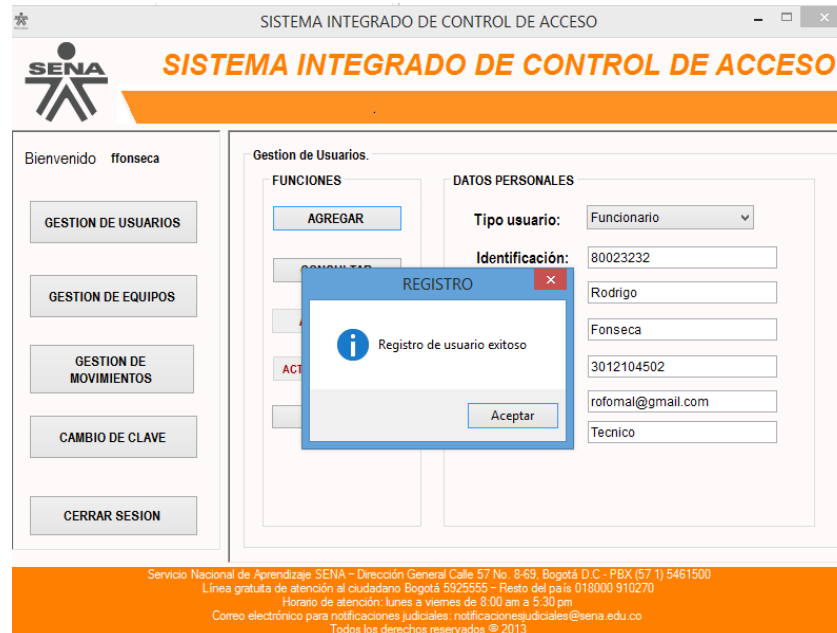 SISTEMA INTEGRADO DE CONTROL DE ACCESO
SENA
SISTEMA INTEGRADO DE CONTROL DE ACCESO
Bienvenido ffonseca
GESTION DE USUARIOS
GESTION DE EQUIPOS
GESTION DE
MOVIMIENTOS
CAMBIO DE CLAVE
CERRAR SESION
Gestion de Usuarios.
FUNCIONES
AGREGAR
CONSULTAR
ACT
DATOS PERSONALES
Tipo usuario: Funcionario
Identificación: 80023232
Rodrigo
Fonseca
3012104502
rofomal@gmail.com
Tecnico
REGISTRO
Registro de usuario exitoso
Aceptar
Servicio Nacional de Aprendizaje SENA – Dirección General Calle 57 No. 8-69, Bogotá D.C - PBX (57 1) 5461500
Línea gratuita de atención al ciudadano Bogotá 5925555 – Resto del país 018000 910270
Horario de atención: lunes a viernes de 8:00 am a 5:30 pm
Correo electrónico para notificaciones judiciales: notificacionesjudiciales@sena.edu.co
Todos los derechos reservados © 2013